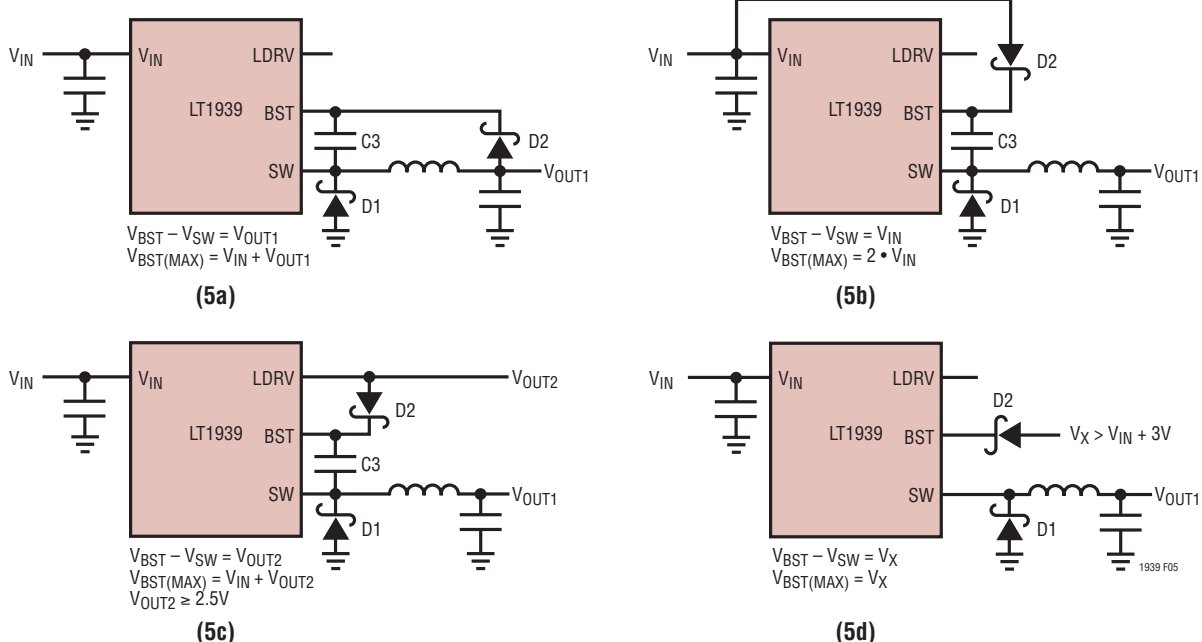 V_IN
V_IN
LDRV
LT1939
BST
C3
D2
SW
V_OUT1
D1
V_BST – V_SW = V_OUT1
V_BST(MAX) = V_IN + V_OUT1
(5a)
V_IN
V_IN
LDRV
D2
LT1939
BST
C3
SW
V_OUT1
D1
V_BST – V_SW = V_IN
V_BST(MAX) = 2 • V_IN
(5b)
V_IN
V_IN
LDRV
V_OUT2
D2
LT1939
BST
C3
SW
V_OUT1
D1
V_BST – V_SW = V_OUT2
V_BST(MAX) = V_IN + V_OUT2
V_OUT2 ≥ 2.5V
(5c)
V_IN
V_IN
LDRV
D2
LT1939
BST
V_X > V_IN + 3V
SW
V_OUT1
D1
V_BST – V_SW = V_X
V_BST(MAX) = V_X
1939 F05
(5d)